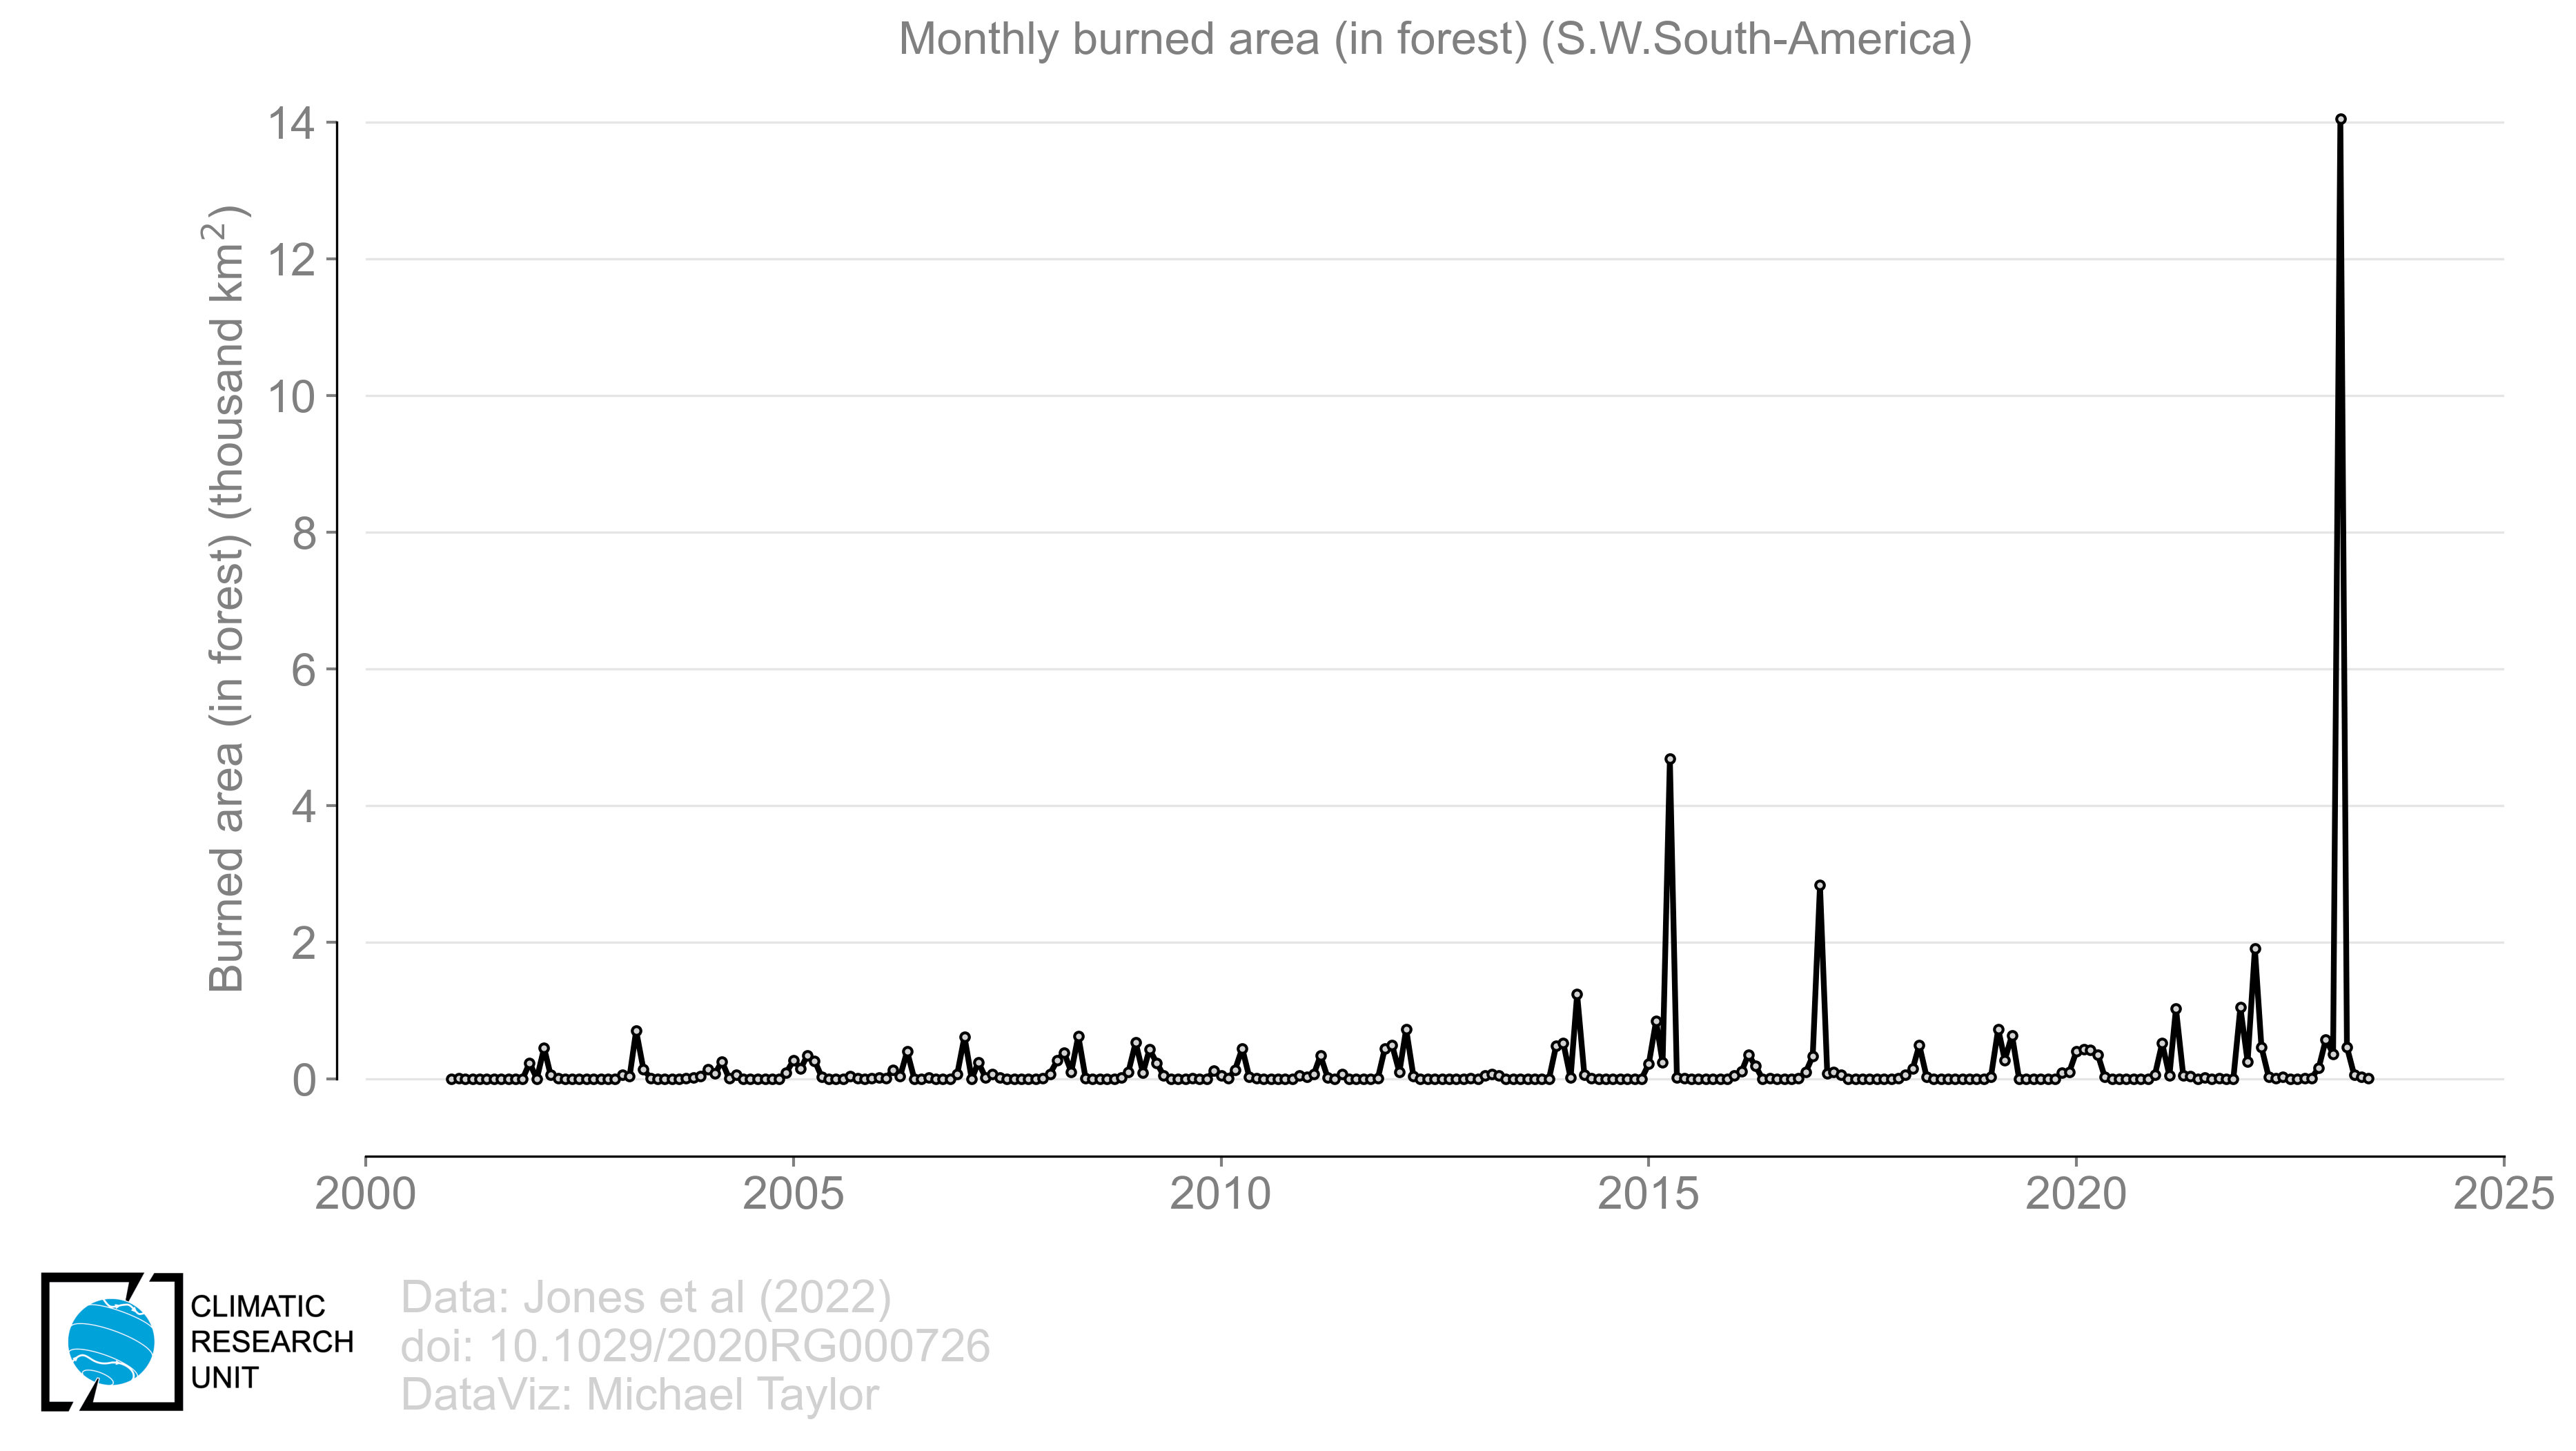 Monthly burned area (in forest) (S.W.South-America)
Burned area (in forest) (thousand km²)
14
12
10
8
6
4
2
0
2000 2005 2010 2015 2020 2025
CLIMATIC
RESEARCH
UNIT
Data: Jones et al (2022)
doi: 10.1029/2020RG000726
DataViz: Michael Taylor